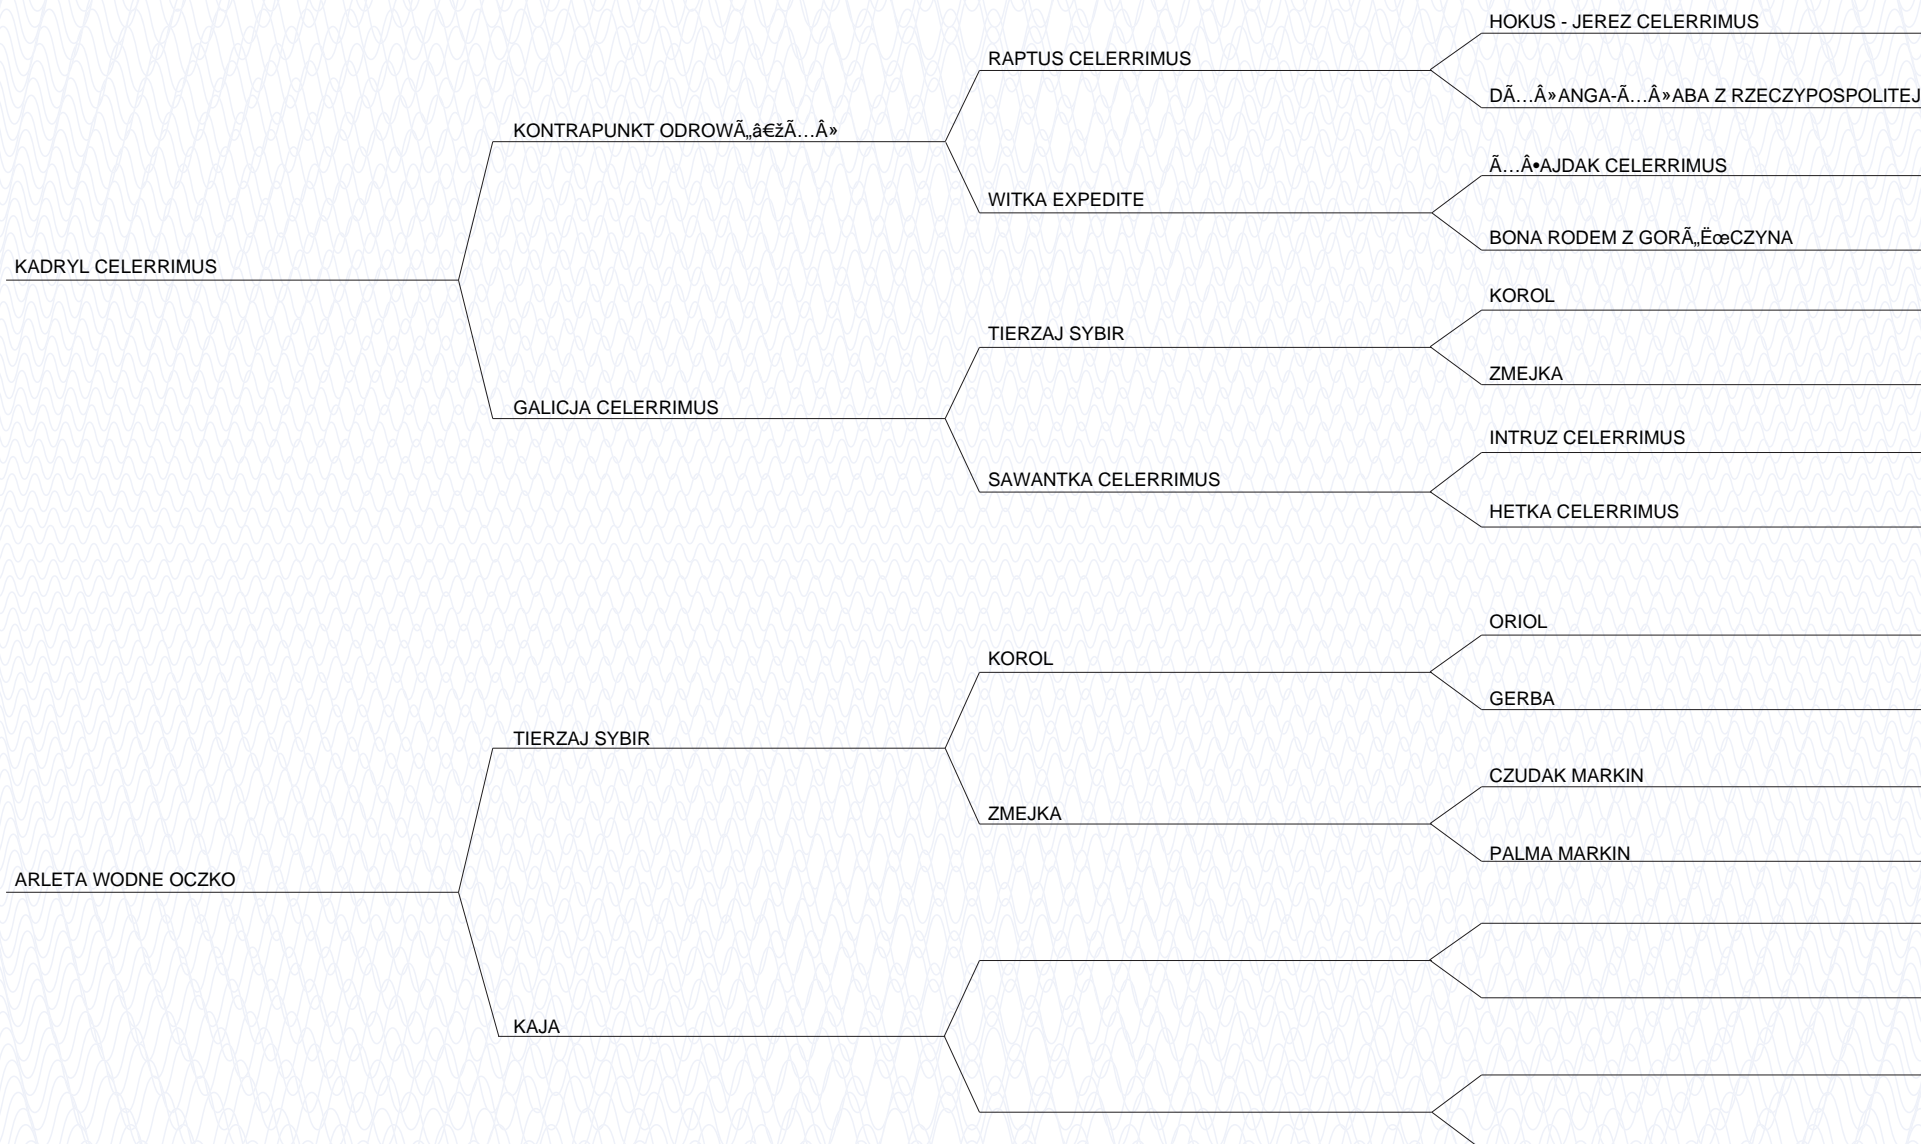 HOKUS - JEREZ CELERRIMUS
RAPTUS CELERRIMUS
DÃ…Â»ANGA-Ã…Â»ABA Z RZECZYPOSPOLITEJ
KONTRAPUNKT ODROWÃ„â€žÃ…Â»
Ã…Â•AJDAK CELERRIMUS
WITKA EXPEDITE
BONA RODEM Z GORÃ„ËœCZYNA
KADRYL CELERRIMUS
KOROL
TIERZAJ SYBIR
ZMEJKA
GALICJA CELERRIMUS
INTRUZ CELERRIMUS
SAWANTKA CELERRIMUS
HETKA CELERRIMUS
ORIOL
KOROL
GERBA
TIERZAJ SYBIR
CZUDAK MARKIN
ZMEJKA
PALMA MARKIN
ARLETA WODNE OCZKO
KAJA